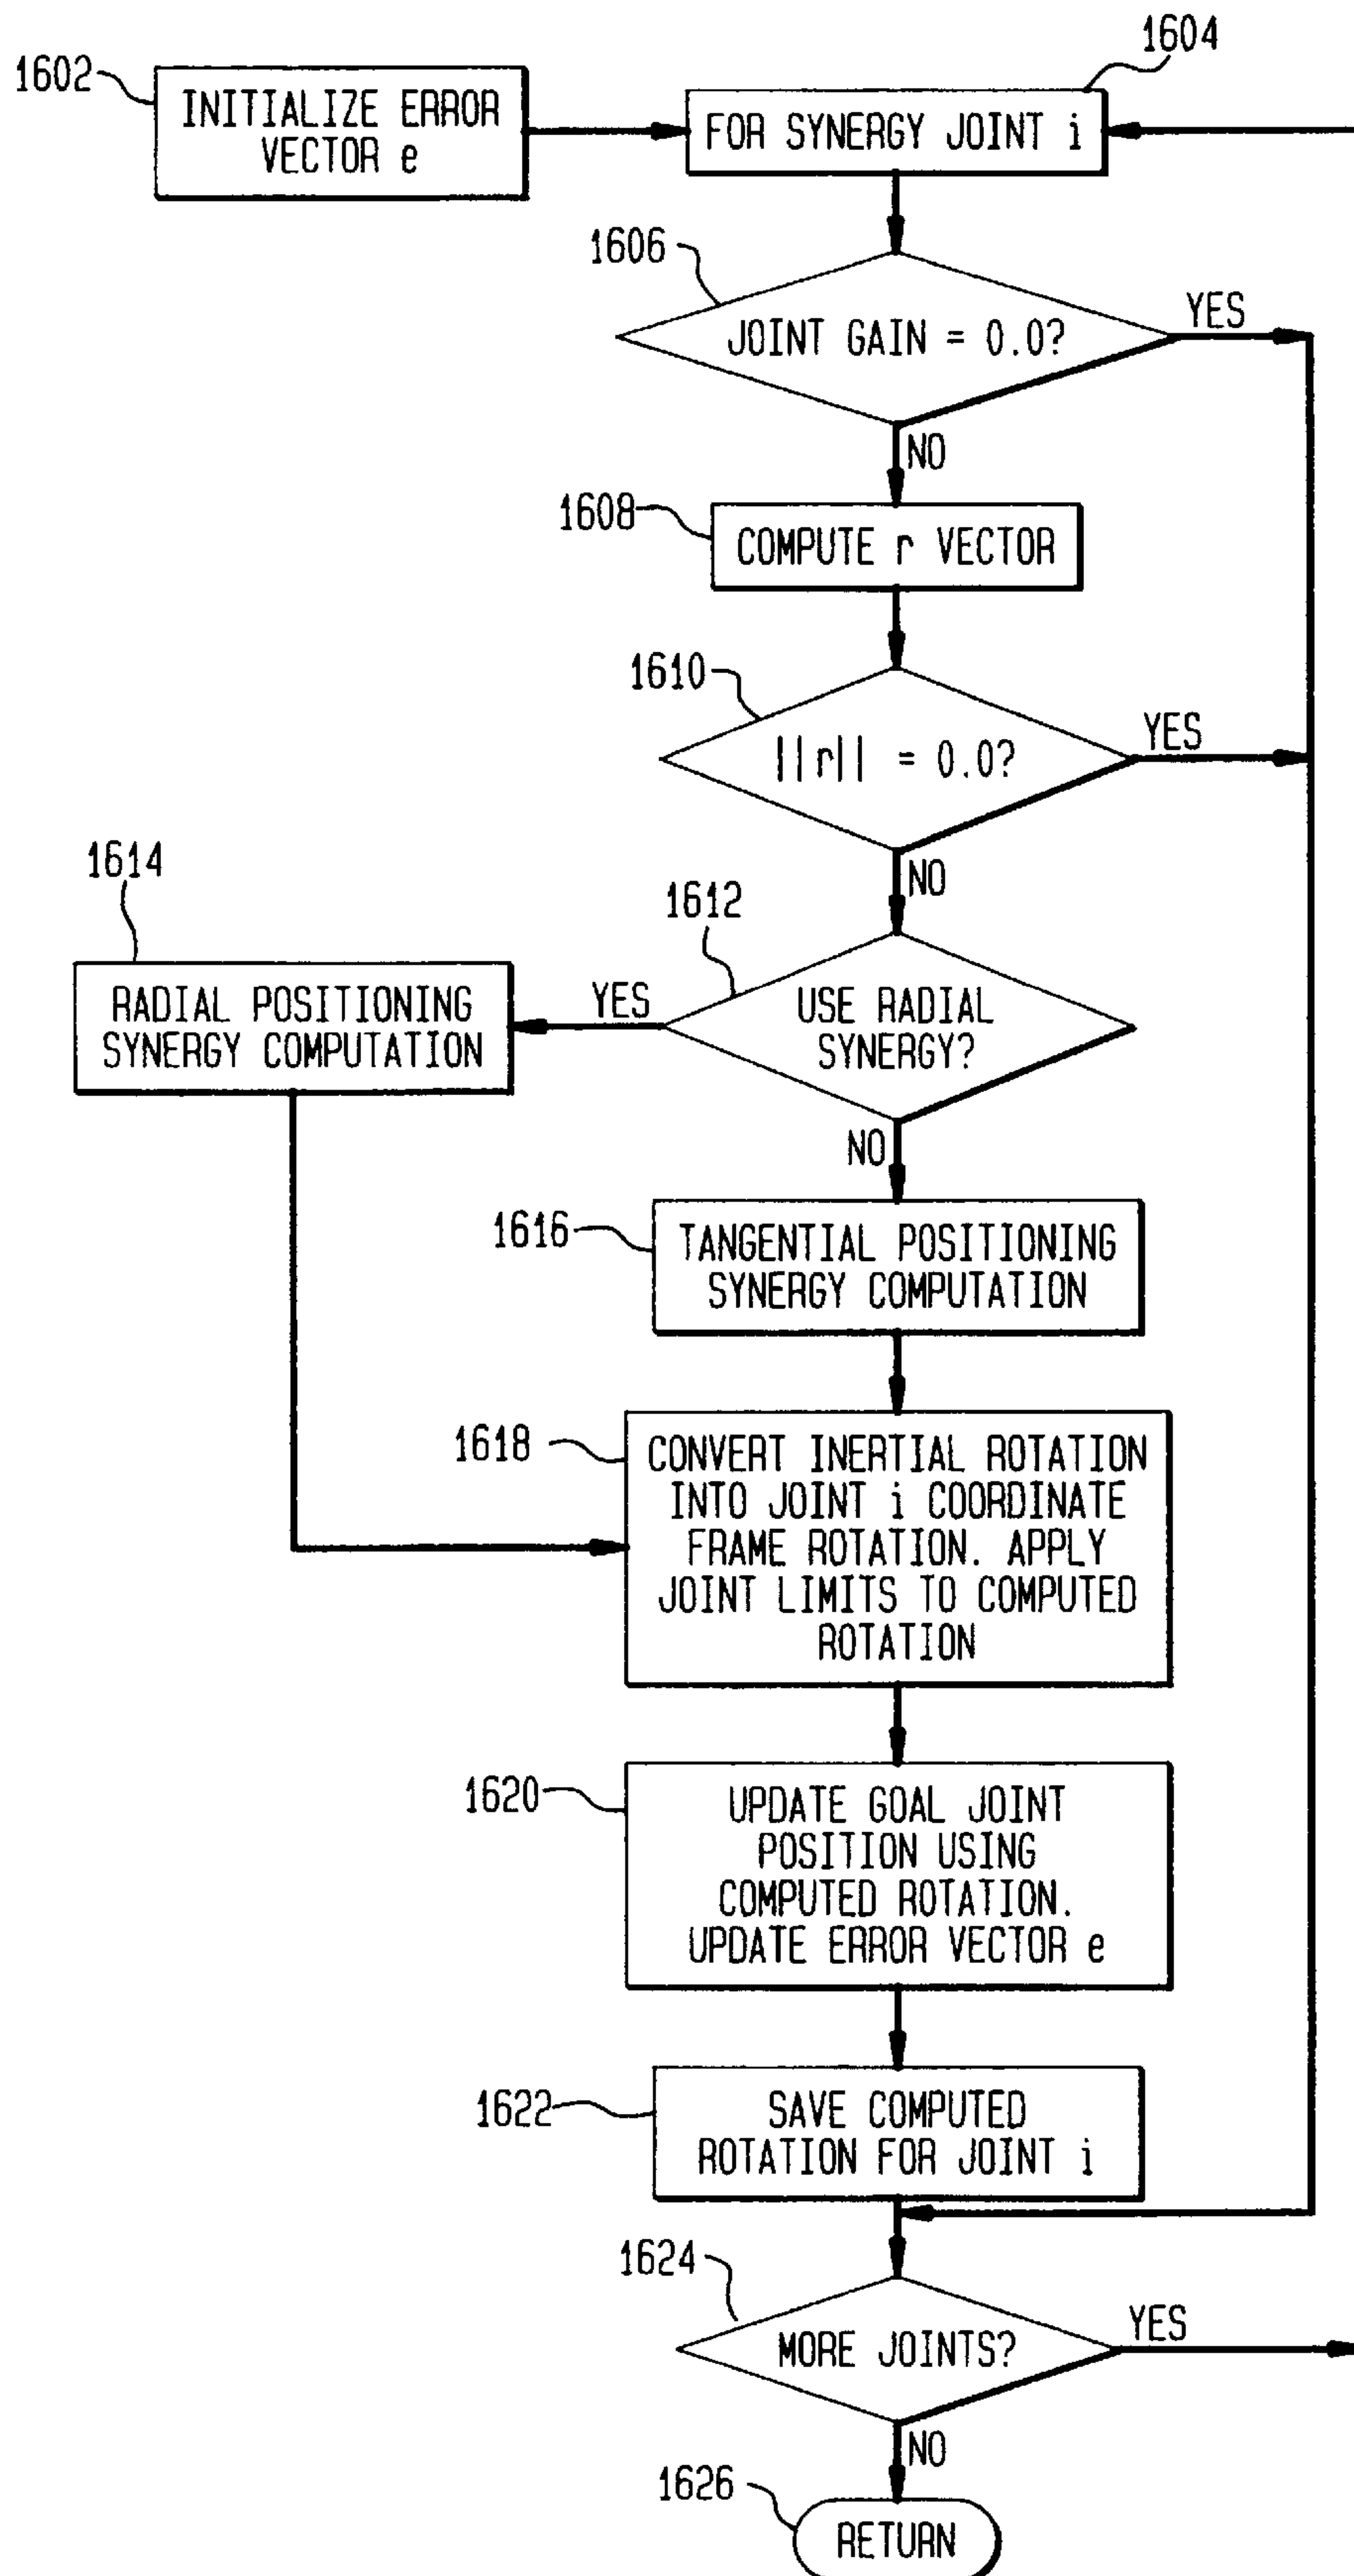 1602
INITIALIZE ERROR
VECTOR e
1604
FOR SYNERGY JOINT i
1606
JOINT GAIN = 0.0?
YES
NO
1608
COMPUTE r VECTOR
1610
||r|| = 0.0?
YES
NO
1612
USE RADIAL
SYNERGY?
YES
1614
RADIAL POSITIONING
SYNERGY COMPUTATION
NO
1616
TANGENTIAL POSITIONING
SYNERGY COMPUTATION
1618
CONVERT INERTIAL ROTATION
INTO JOINT i COORDINATE
FRAME ROTATION. APPLY
JOINT LIMITS TO COMPUTED
ROTATION
1620
UPDATE GOAL JOINT
POSITION USING
COMPUTED ROTATION.
UPDATE ERROR VECTOR e
1622
SAVE COMPUTED
ROTATION FOR JOINT i
1624
MORE JOINTS?
YES
NO
1626
RETURN